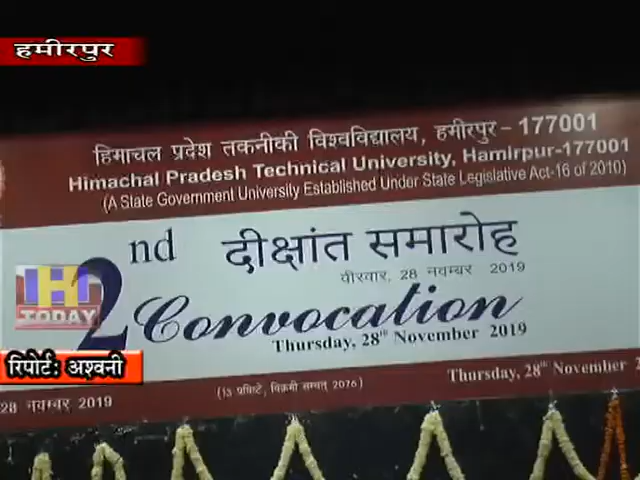 हमीरपुर
हिमाचल प्रदेश तकनीकी विश्वविद्यालय, हमीरपुर - 177001
Himachal Pradesh Technical University, Hamirpur-177001
(A State Government University Established Under State Legislative Act-16 of 2010)
2nd दीक्षांत समारोह
वीरवार, 28 नवम्बर 2019
Convocation
Thursday, 28th November 2019
HI
TODAY
रिपोर्ट: अश्वनी
28 नवम्बर 2019
(13 प्रविष्टे, विक्रमी सम्वत् 2076)
Thursday, 28th November 2